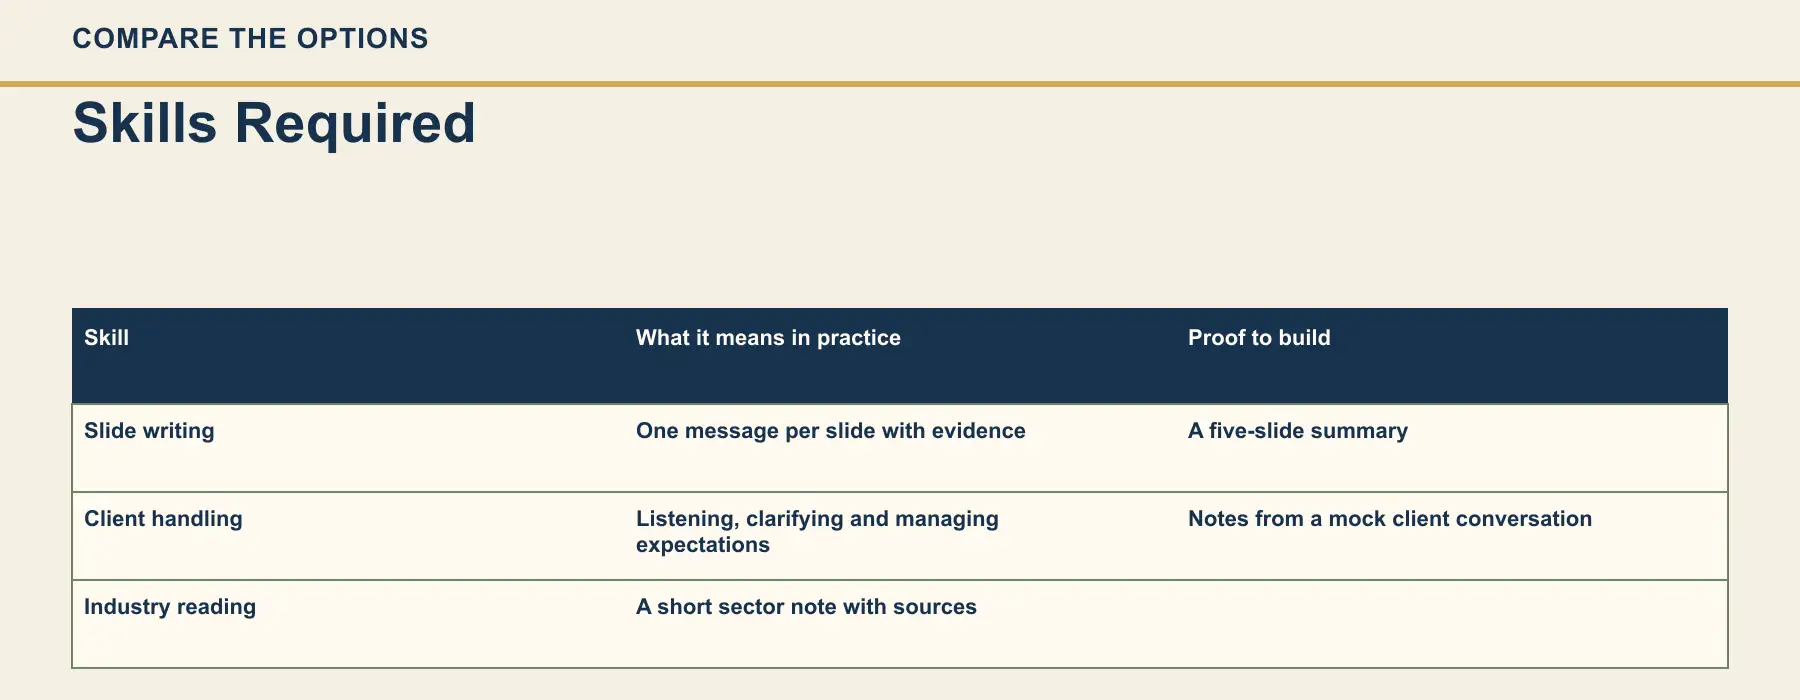 COMPARE THE OPTIONS
Skills Required
Skill What it means in practice Proof to build
Slide writing One message per slide with evidence A five-slide summary
Client handling Listening, clarifying and managing Notes from a mock client conversation
expectations
Industry reading A short sector note with sources